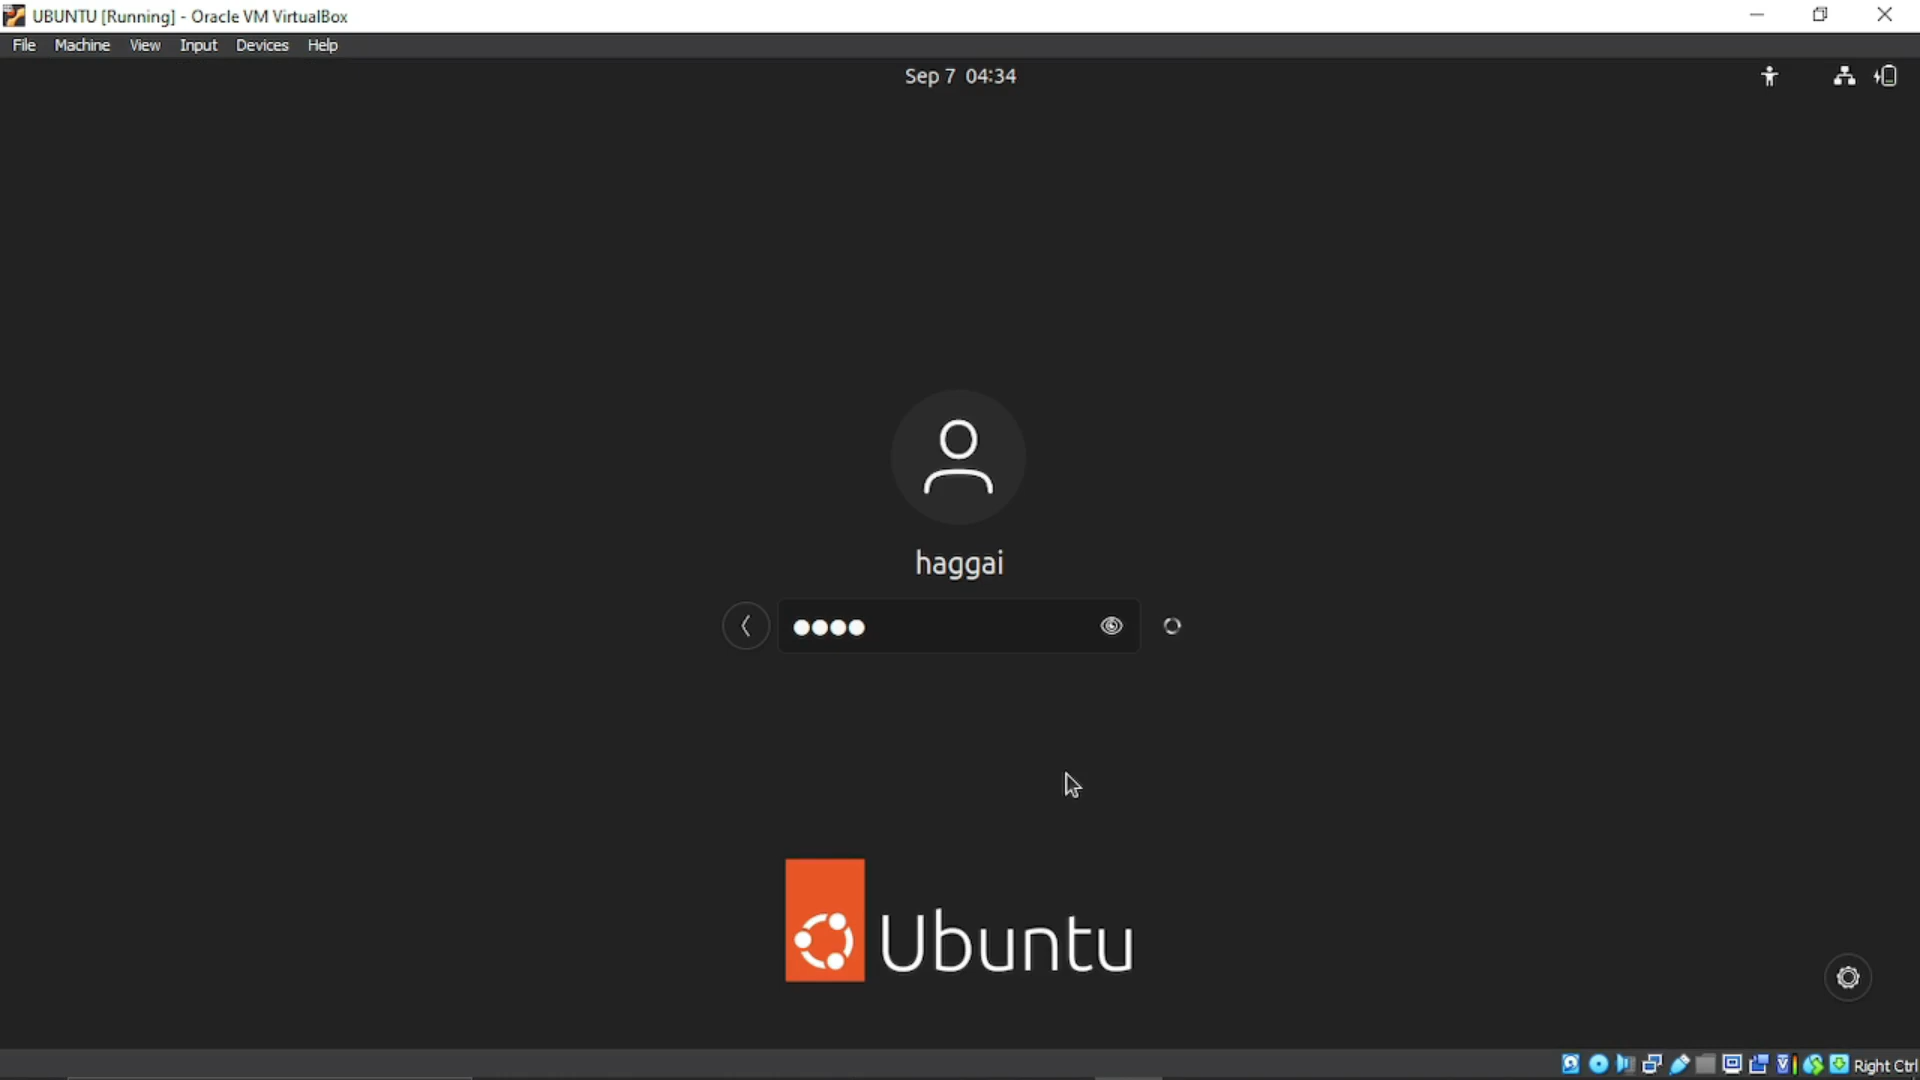 UBUNTU [Running] - Oracle VM VirtualBox
File Machine View Input Devices Help
Sep 7 04:34
haggai
Ubuntu
Right Ctrl